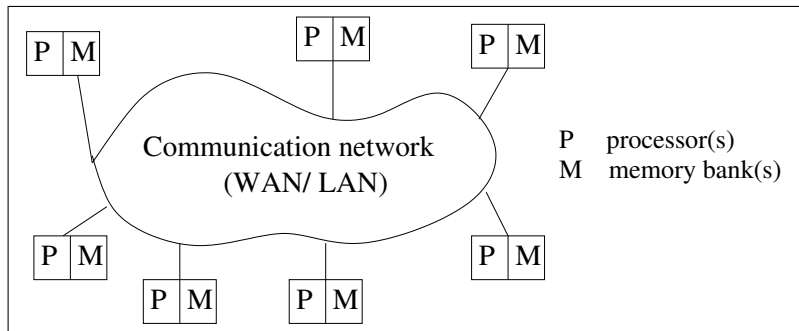 P M
P M
P M
Communication network
(WAN/ LAN)
P processor(s)
M memory bank(s)
P M
P M
P M
P M